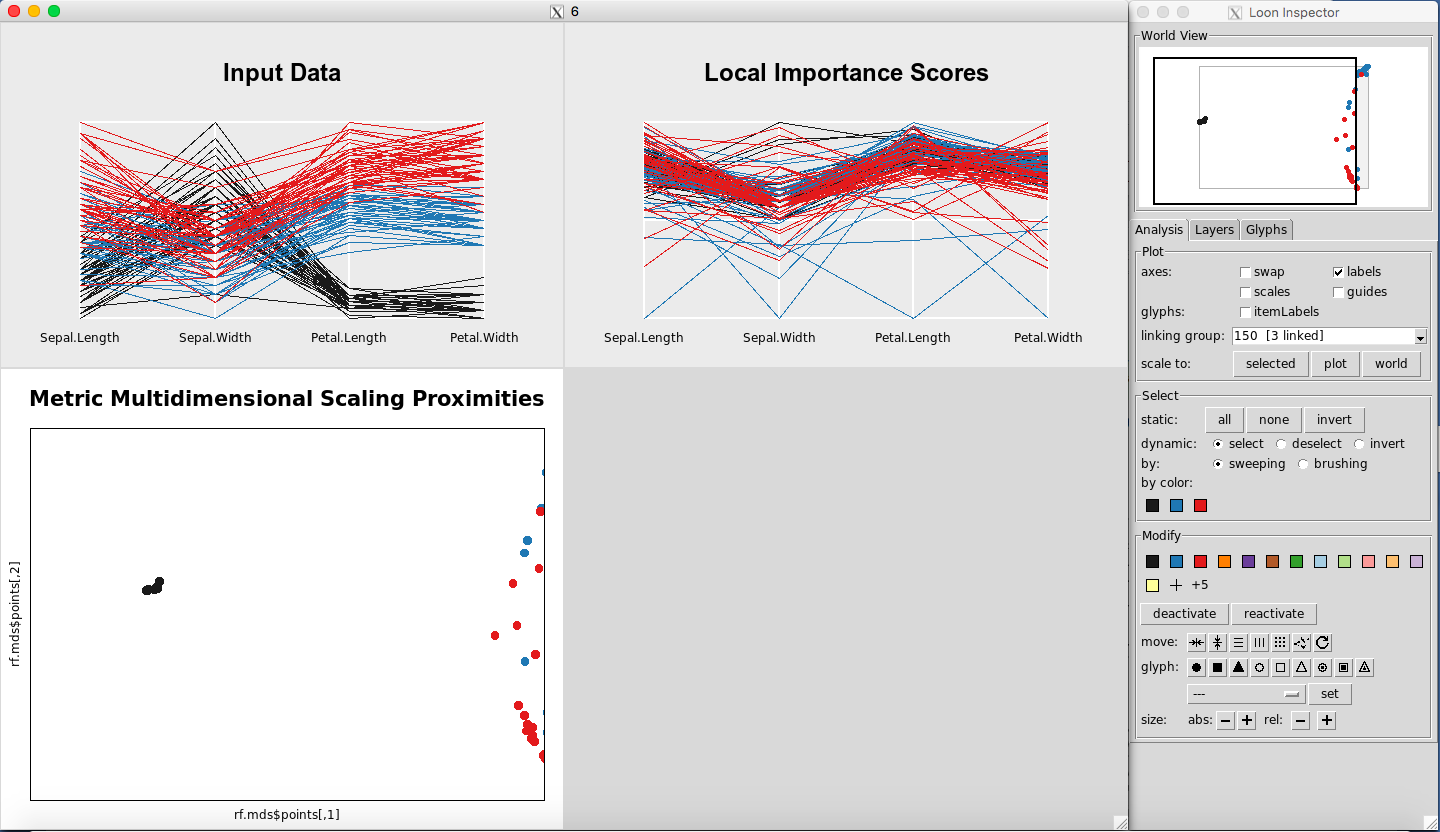 6
Input Data
Sepal.Length Sepal.Width Petal.Length Petal.Width
Local Importance Scores
Sepal.Length Sepal.Width Petal.Length Petal.Width
Metric Multidimensional Scaling Proximities
rf.mds$points[,2]
rf.mds$points[,1]
Loon Inspector
World View
Analysis Layers Glyphs
Plot
axes: swap labels
scales guides
glyphs: itemLabels
linking group: 150 [3 linked]
scale to: selected plot world
Select
static: all none invert
dynamic: select deselect invert
by: sweeping brushing
by color:
Modify
+5
deactivate reactivate
move:
glyph:
--- set
size: abs: − + rel: − +